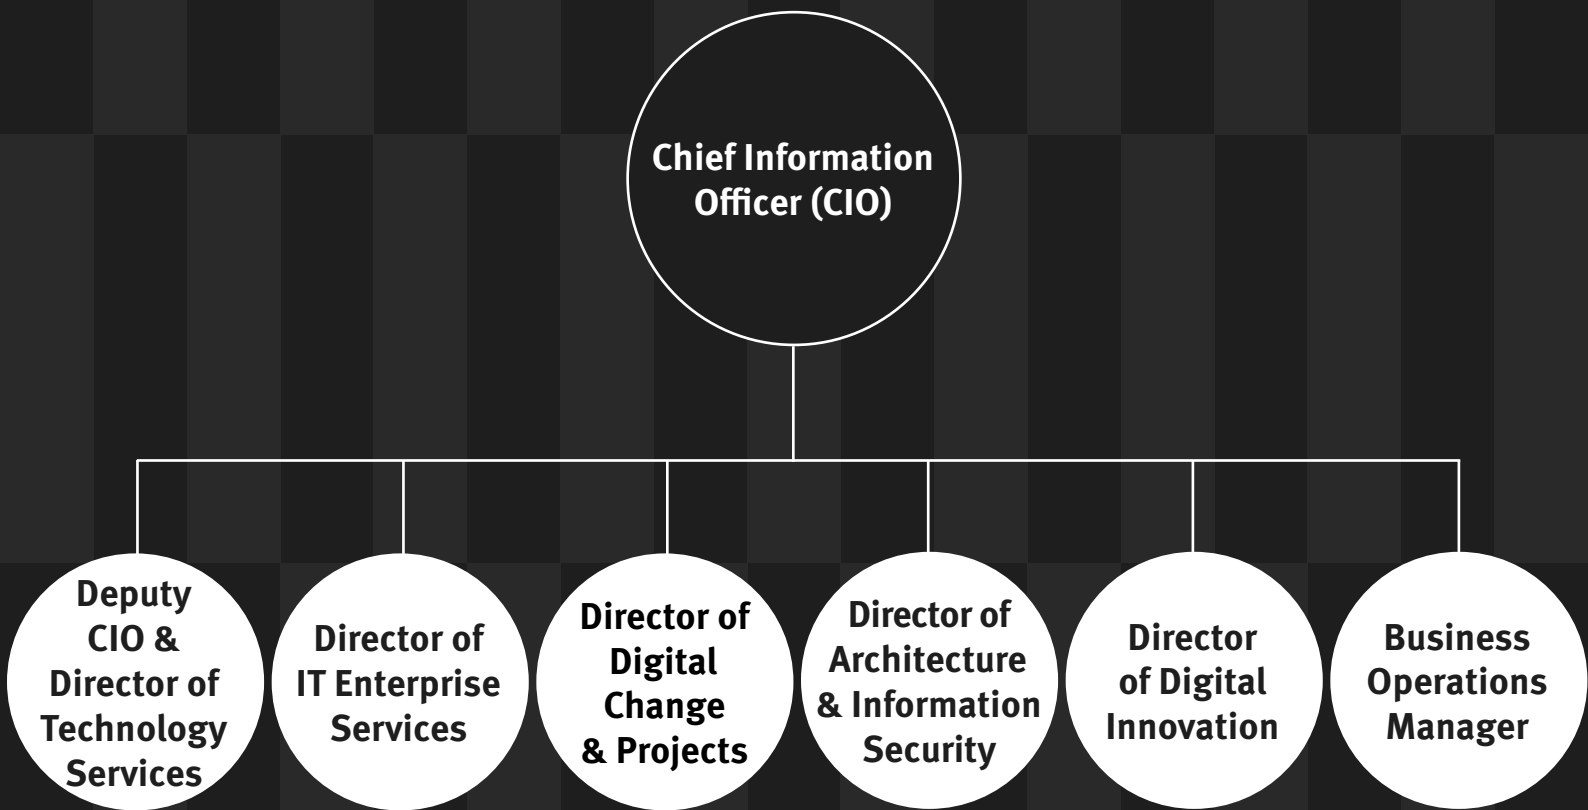 Chief Information
Officer (CIO)
Deputy
CIO &
Director of
Technology
Services
Director of
IT Enterprise
Services
Director of
Digital
Change
& Projects
Director of
Architecture
& Information
Security
Director
of Digital
Innovation
Business
Operations
Manager